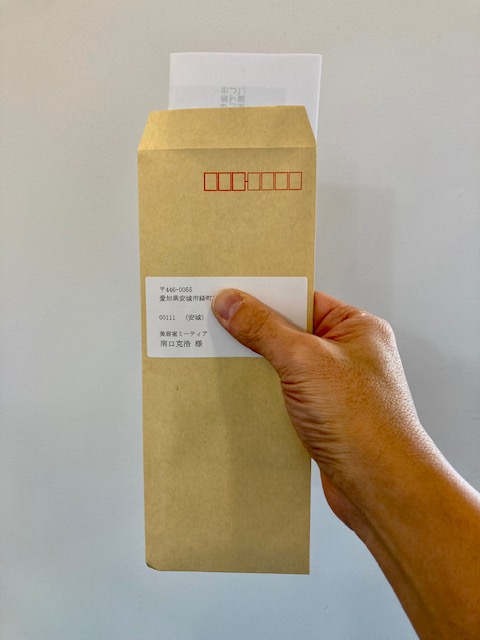 〒446-0055
愛知県安城市緑町
00111 (安城)
美容室ミーティア
南口克浩 様